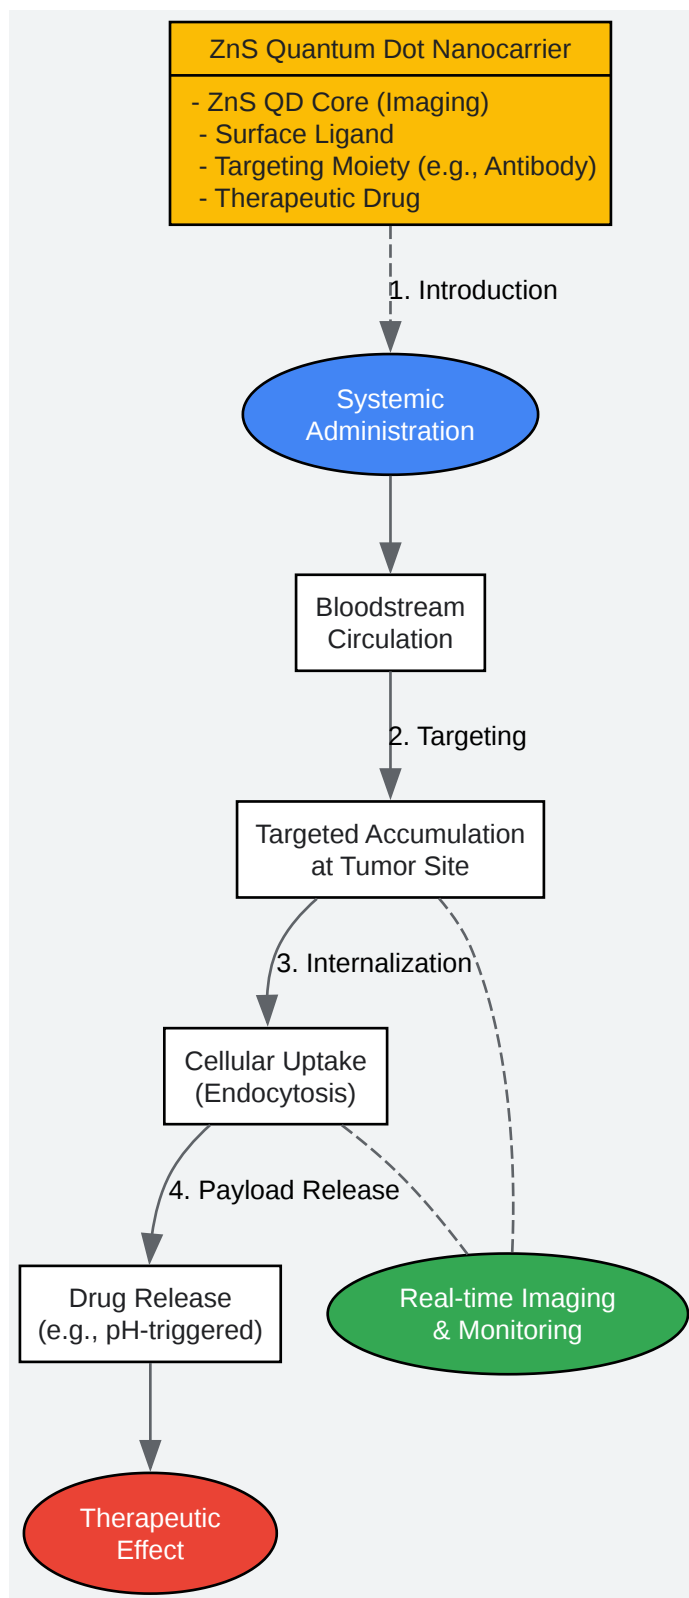 ZnS Quantum Dot Nanocarrier
- ZnS QD Core (Imaging)
- Surface Ligand
- Targeting Moiety (e.g., Antibody)
- Therapeutic Drug
1. Introduction
Systemic
Administration
Bloodstream
Circulation
2. Targeting
Targeted Accumulation
at Tumor Site
3. Internalization
Cellular Uptake
(Endocytosis)
4. Payload Release
Drug Release
(e.g., pH-triggered)
Real-time Imaging
& Monitoring
Therapeutic
Effect